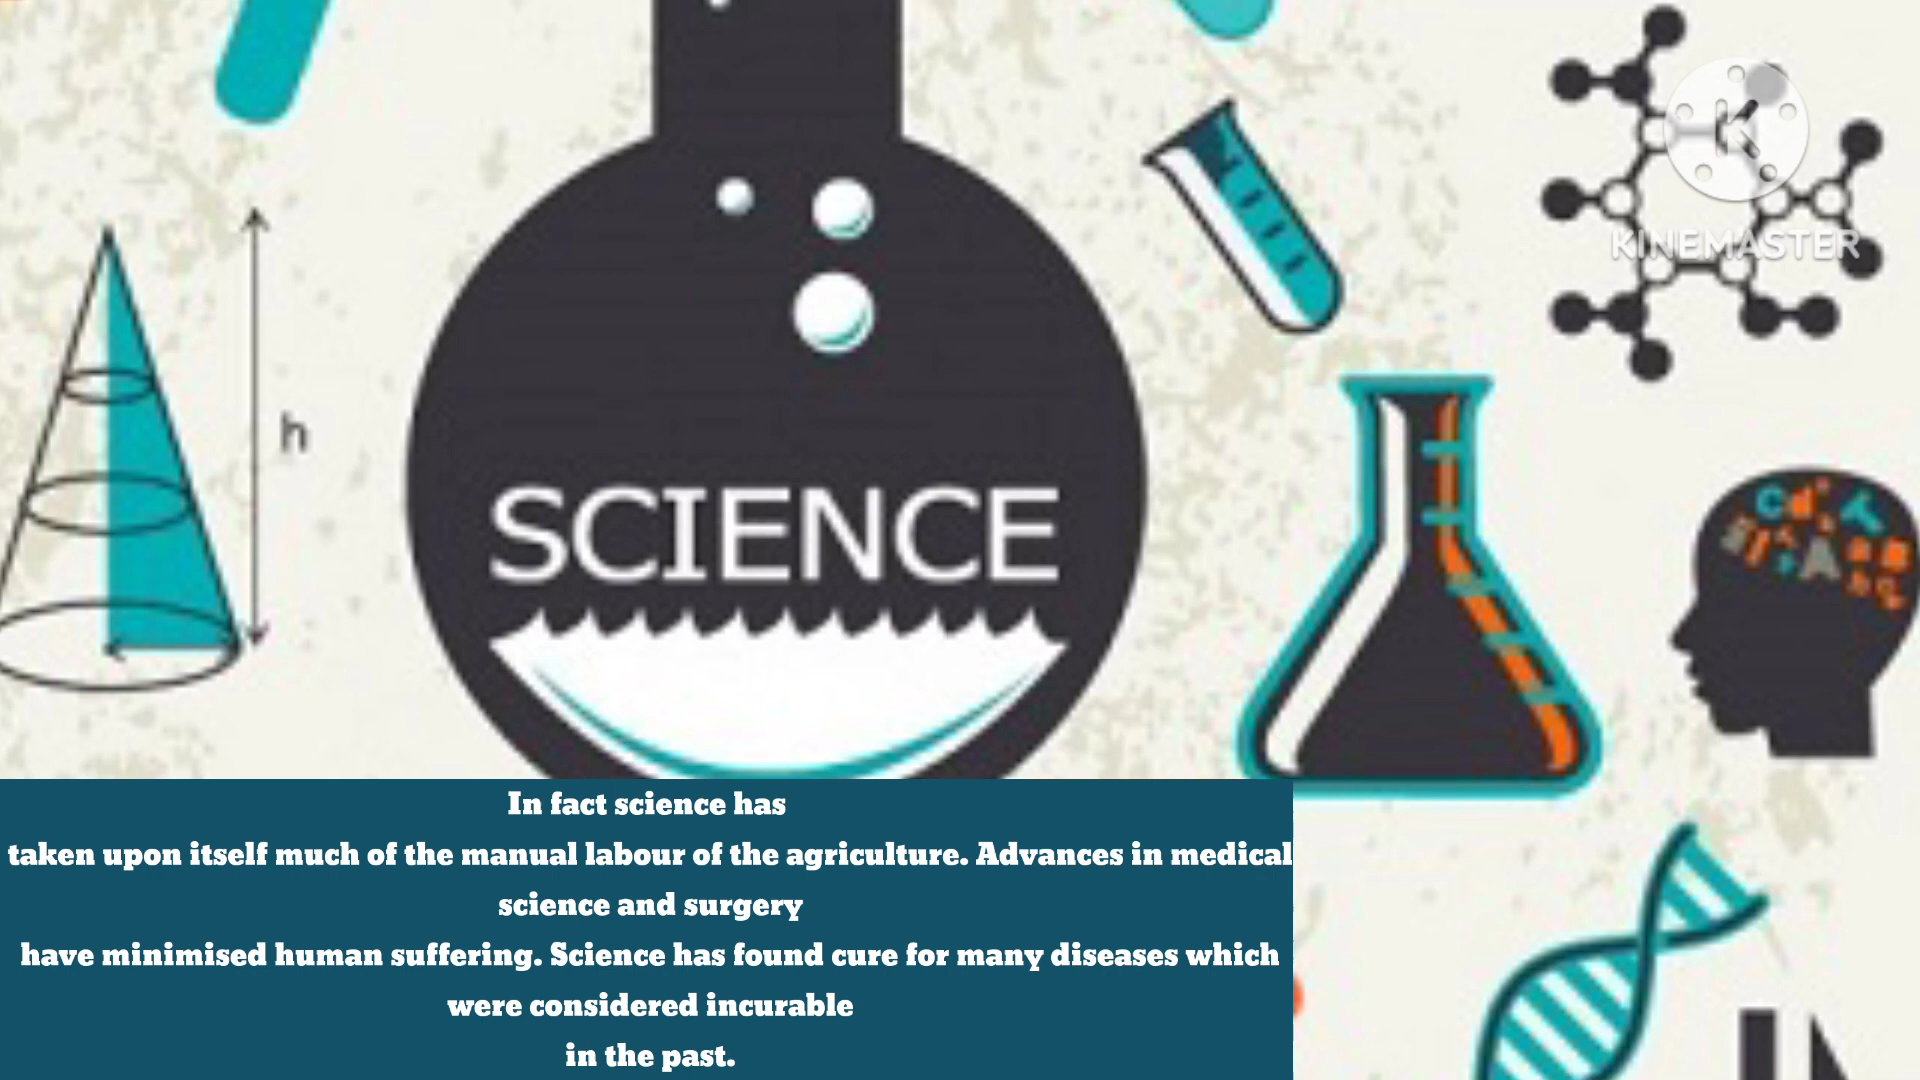 KINEMASTER
h
SCIENCE
In fact science has
taken upon itself much of the manual labour of the agriculture. Advances in medical
science and surgery
have minimised human suffering. Science has found cure for many diseases which
were considered incurable
in the past.